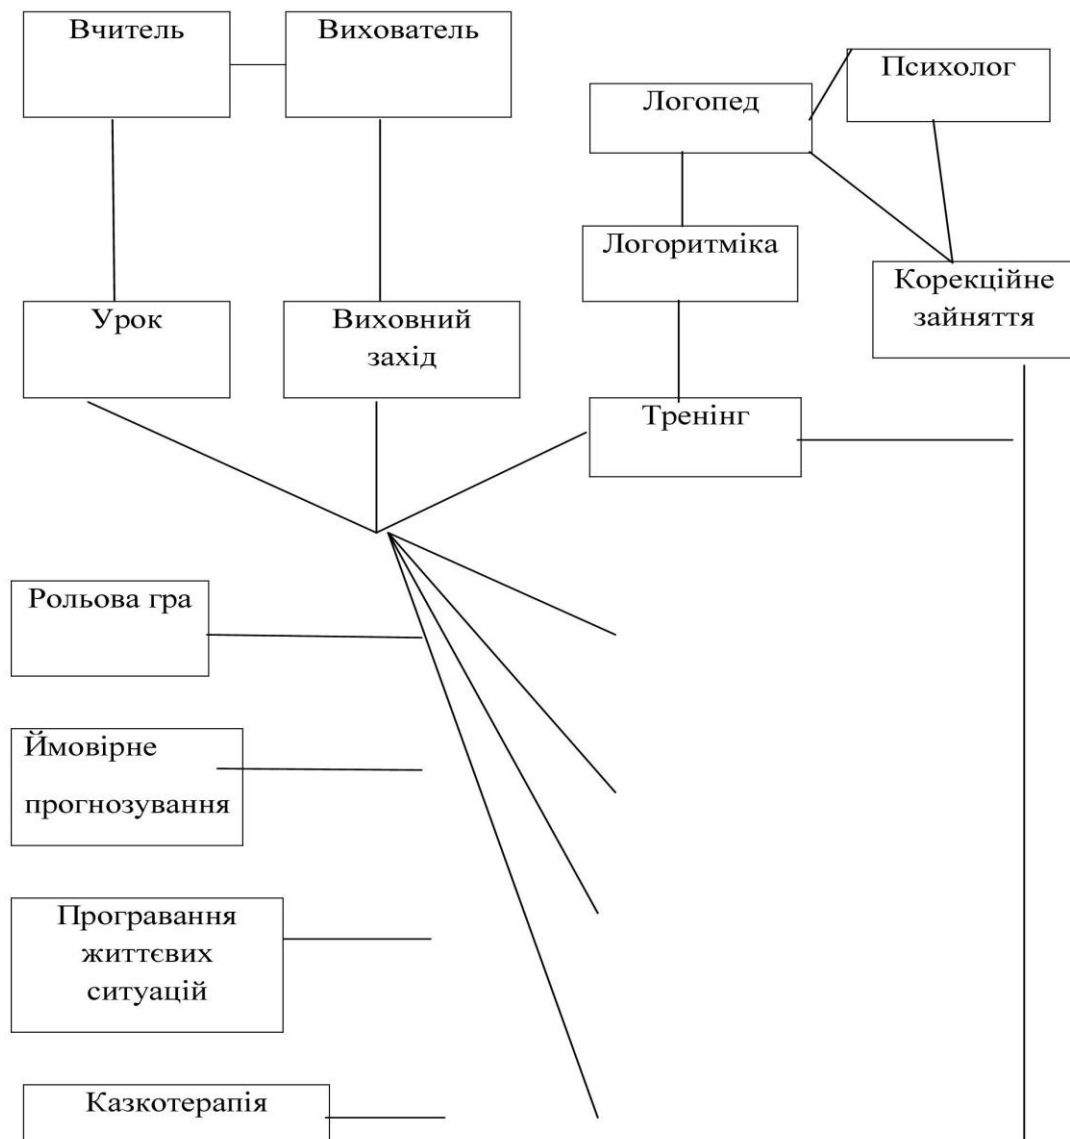 Вчитель
Вихователь
Психолог
Логопед
Логоритміка
Корекційне
зайняття
Урок
Виховний
захід
Тренінг
Рольова гра
Ймовірне
прогнозування
Програвання
життєвих
ситуацій
Казкотерапія